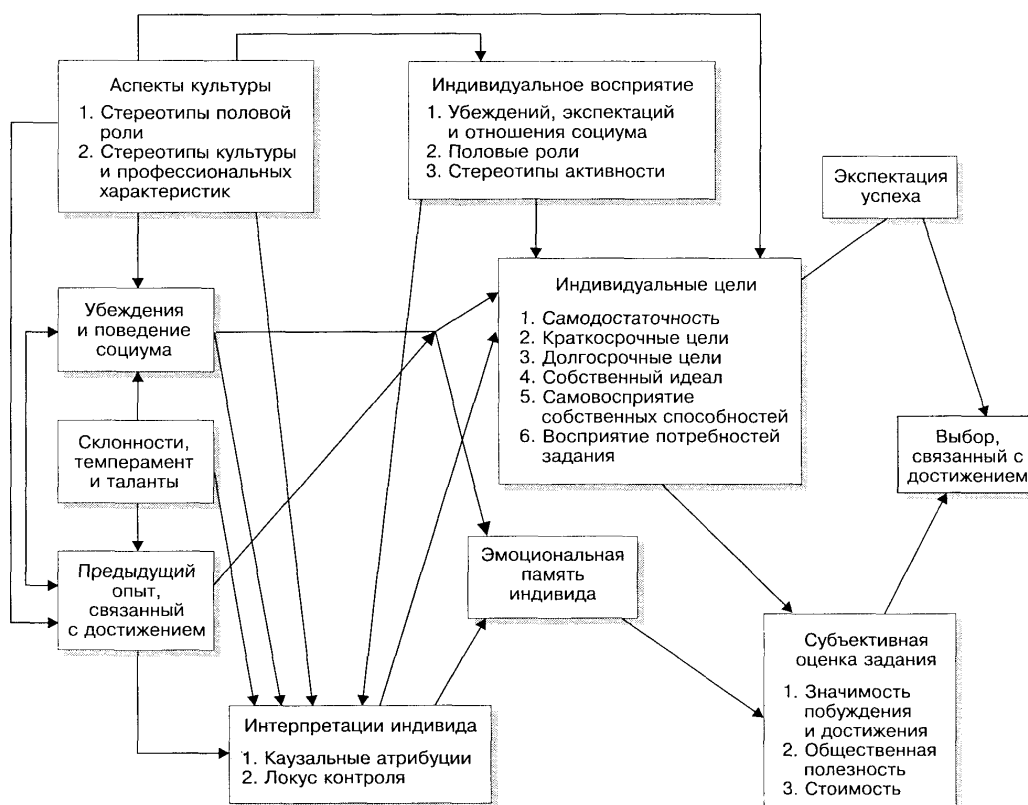 Аспекты культуры
1. Стереотипы половой
роли
2. Стереотипы культуры
и профессиональных
характеристик
Индивидуальное восприятие
1. Убеждений, экспектаций
и отношения социума
2. Половые роли
3. Стереотипы активности
Экспектация
успеха
Убеждения
и поведение
социума
Индивидуальные цели
1. Самодостаточность
2. Краткосрочные цели
3. Долгосрочные цели
4. Собственный идеал
5. Самовосприятие
собственных способностей
6. Восприятие потребностей
задания
Склонности,
темперамент
и таланты
Выбор,
связанный с
достижением
Предыдущий
опыт,
связанный
с достижением
Эмоциональная
память
индивида
Субъективная
оценка задания
1. Значимость
побуждения
и достижения
2. Общественная
полезность
3. Стоимость
Интерпретации индивида
1. Каузальные атрибуции
2. Локус контроля